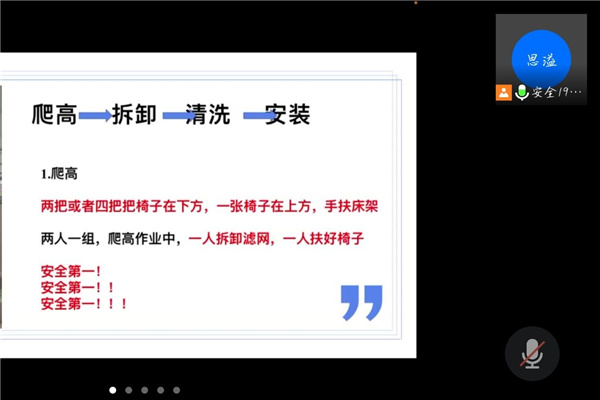 爬高 拆卸 清洗 安装
思溢
安全19…
1.爬高
两把或者四把把椅子在下方，一张椅子在上方，手扶床架
两人一组，爬高作业中，一人拆卸滤网，一人扶好椅子
安全第一！
安全第一！！
安全第一！！！